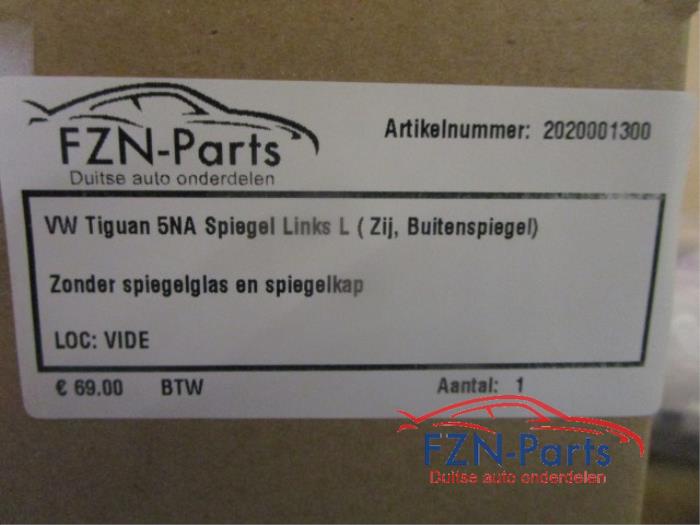 FZN-Parts
Duitse auto onderdelen
Artikelnummer: 2020001300
VW Tiguan 5NA Spiegel Links L ( Zij, Buitenspiegel)
Zonder spiegelglas en spiegelkap
LOC: VIDE
€ 69.00 BTW Aantal: 1
FZN-Parts
Duitse auto onderdelen